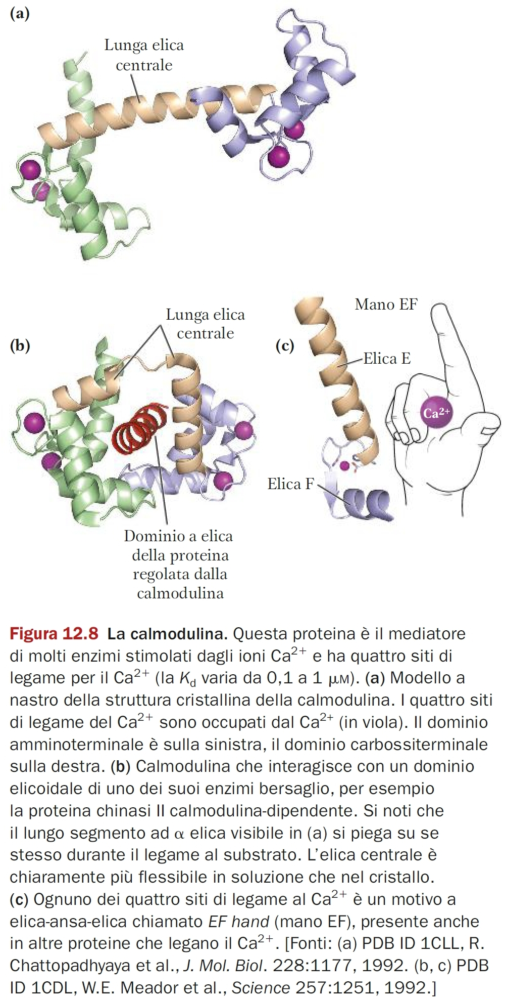 (a)
Lunga elica
centrale
Lunga elica
centrale
(b)
(c)
Mano EF
Elica E
Ca²⁺
Elica F
Dominio a elica
della proteina
regolata dalla
calmodulina
Figura 12.8 La calmodulina. Questa proteina è il mediatore
di molti enzimi stimolati dagli ioni Ca²⁺ e ha quattro siti di
legame per il Ca²⁺ (la Kd varia da 0,1 a 1 μM). (a) Modello a
nastro della struttura cristallina della calmodulina. I quattro siti
di legame del Ca²⁺ sono occupati dal Ca²⁺ (in viola). Il dominio
amminoterminale è sulla sinistra, il dominio carbossiterminale
sulla destra. (b) Calmodulina che interagisce con un dominio
elicoidale di uno dei suoi enzimi bersaglio, per esempio
la proteina chinasi II calmodulina-dipendente. Si noti che
il lungo segmento ad α elica visibile in (a) si piega su se
stesso durante il legame al substrato. L'elica centrale è
chiaramente più flessibile in soluzione che nel cristallo.
(c) Ognuno dei quattro siti di legame al Ca²⁺ è un motivo a
elica-ansa-elica chiamato EF hand (mano EF), presente anche
in altre proteine che legano il Ca²⁺. [Fonti: (a) PDB ID 1CLL, R.
Chattopadhyaya et al., J. Mol. Biol. 228:1177, 1992. (b, c) PDB
ID 1CDL, W.E. Meador et al., Science 257:1251, 1992.]